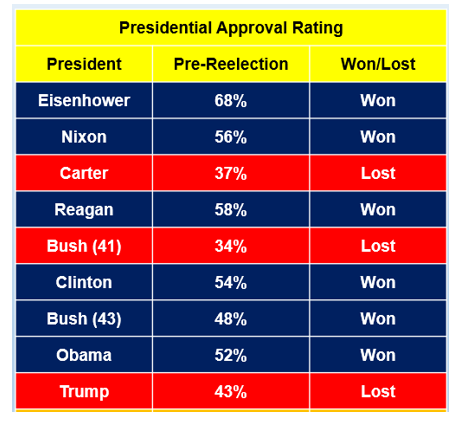 Presidential Approval Rating
President Pre-Reelection Won/Lost
Eisenhower 68% Won
Nixon 56% Won
Carter 37% Lost
Reagan 58% Won
Bush (41) 34% Lost
Clinton 54% Won
Bush (43) 48% Won
Obama 52% Won
Trump 43% Lost